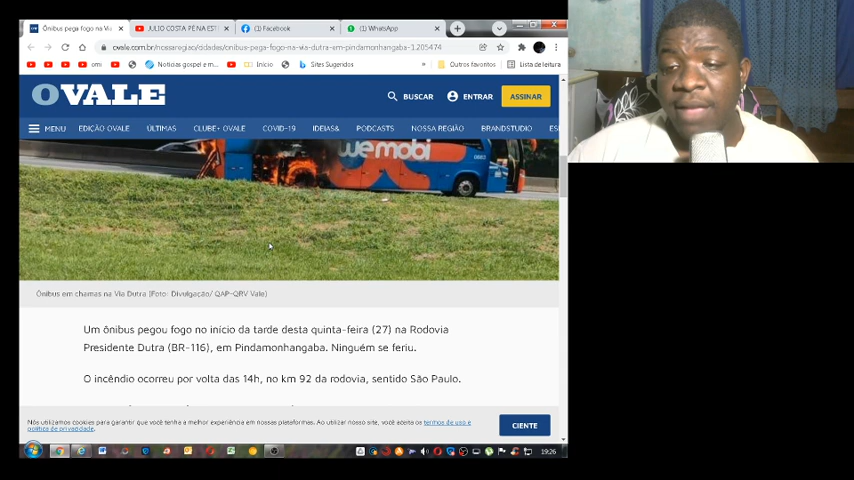 Ônibus pega fogo na Via
JULIO COSTA PÉ NA EST
(1) Facebook
(1) WhatsApp
ovale.com.br/nossaregiao/cidades/onibus-pega-fogo-na-via-dutra-em-pindamonhangaba-1.205474
omi
Notícias gospel e m...
Início
Sites Sugeridos
»
Outros favoritos
Lista de leitura
OVALE
BUSCAR
ENTRAR
ASSINAR
MENU
EDIÇÃO OVALE
ÚLTIMAS
CLUBE+ OVALE
COVID-19
IDEIAS&
PODCASTS
NOSSA REGIÃO
BRANDSTUDIO
ES
wemobi
0883
Ônibus em chamas na Via Dutra (Foto: Divulgação/ QAP-QRV Vale)
Um ônibus pegou fogo no início da tarde desta quinta-feira (27) na Rodovia
Presidente Dutra (BR-116), em Pindamonhangaba. Ninguém se feriu.
O incêndio ocorreu por volta das 14h, no km 92 da rodovia, sentido São Paulo.
Nós utilizamos cookies para garantir que você tenha a melhor experiência em nossas plataformas. Ao utilizar nosso site, você aceita os termos de uso e
política de privacidade.
CIENTE
19:26